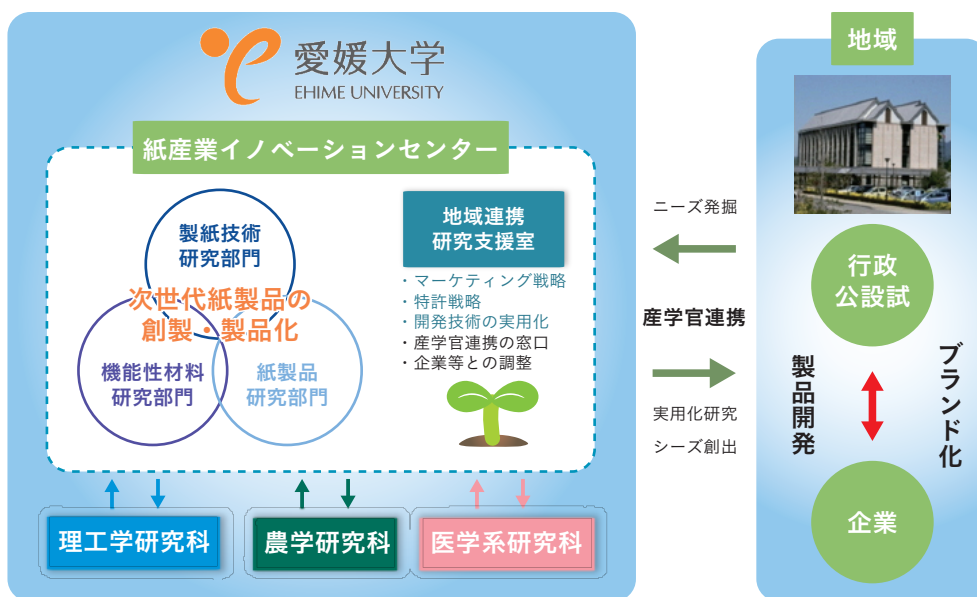 愛媛大学
EHIME UNIVERSITY
紙産業イノベーションセンター
製紙技術
研究部門
次世代紙製品の
創製・製品化
機能性材料
研究部門
紙製品
研究部門
地域連携
研究支援室
・マーケティング戦略
・特許戦略
・開発技術の実用化
・産学官連携の窓口
・企業等との調整
理工学研究科
農学研究科
医学系研究科
ニーズ発掘
産学官連携
実用化研究
シーズ創出
地域
行政
公設試
製品開発
ブランド化
企業